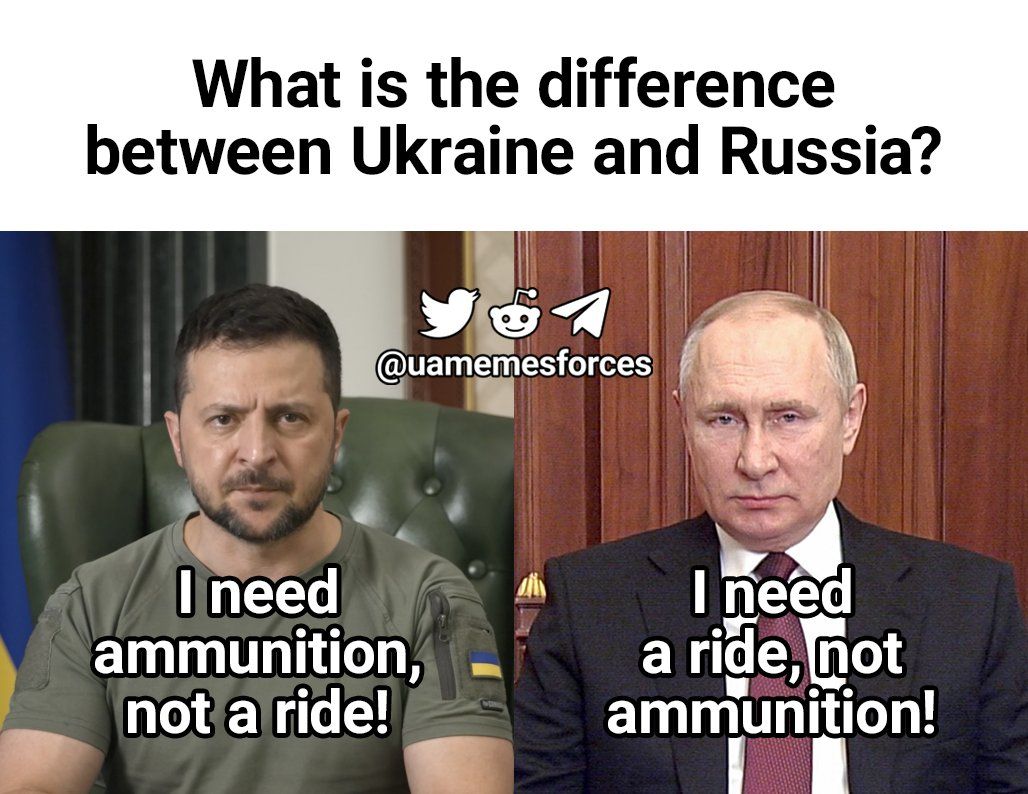 What is the difference
between Ukraine and Russia?
@uamemesforces
I need
ammunition,
not a ride!
I need
a ride, not
ammunition!